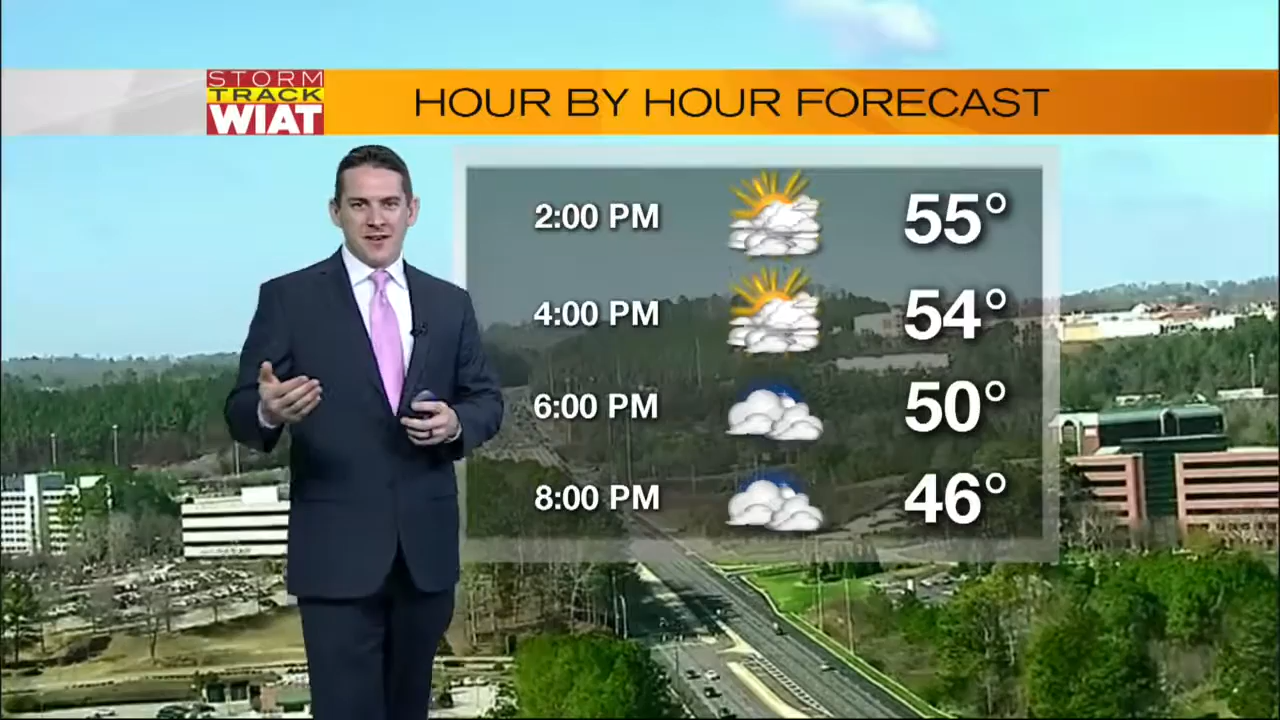 STORM
TRACK
WIAT
HOUR BY HOUR FORECAST
2:00 PM 55°
4:00 PM 54°
6:00 PM 50°
8:00 PM 46°